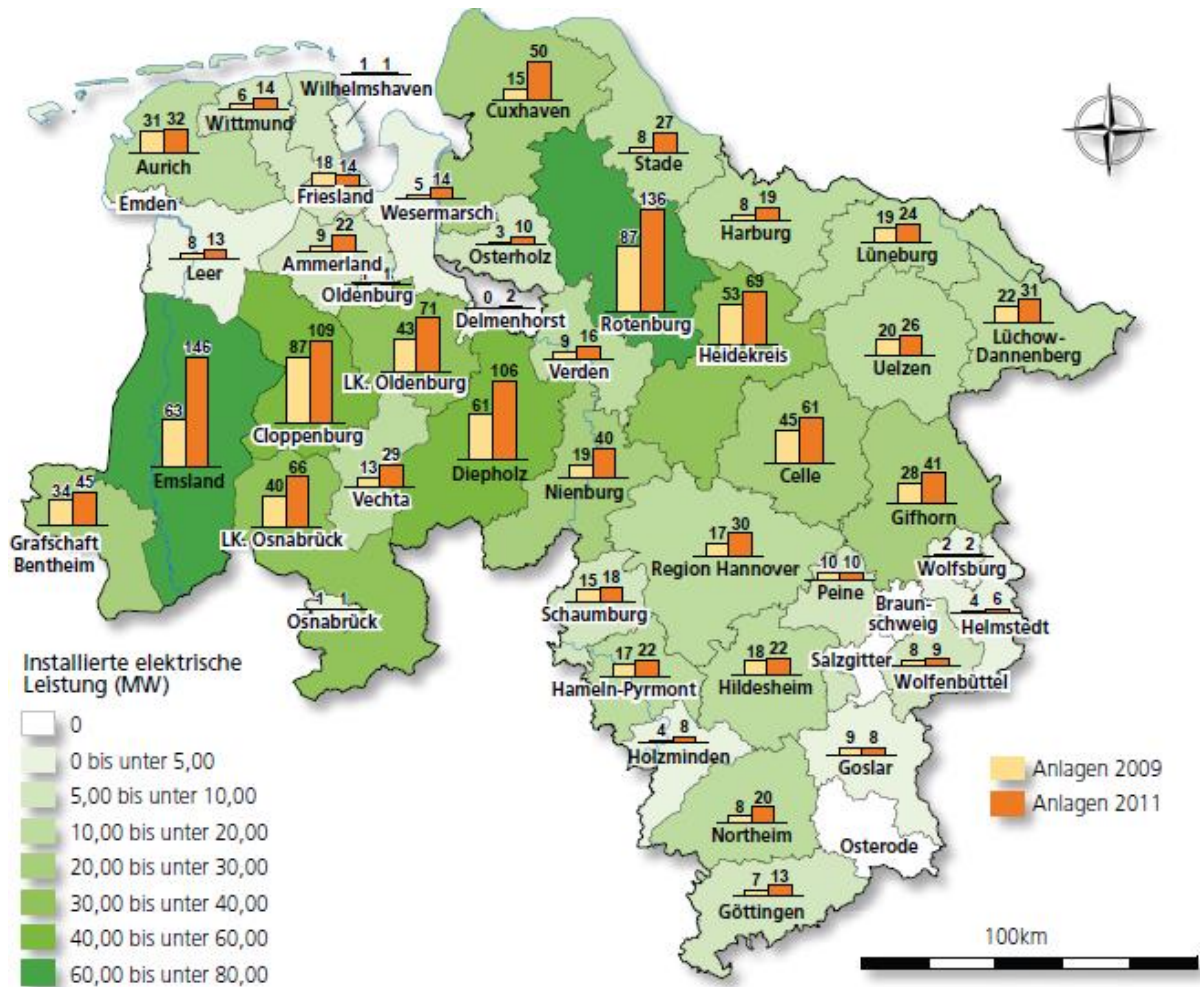 1 1
Wilhelmshaven
6 14
Wittmund
31 32
Aurich
Emden
18 14
Friesland
15 50
Cuxhaven
8 27
Stade
5 14
Wesermarsch
8 13
Leer
9 22
Ammerland
1
Oldenburg
3 10
Osterholz
0 2
Delmenhorst
87 136
Rotenburg
8 19
Harburg
19 24
Lüneburg
22 31
Lüchow-
Dannenberg
53 69
Heidekreis
20 26
Uelzen
9 16
Verden
43 71
LK. Oldenburg
87 109
Cloppenburg
63 146
Emsland
61 106
Diepholz
13 29
Vechta
40 66
LK. Osnabrück
34 45
Grafschaft
Bentheim
19 40
Nienburg
45 61
Celle
28 41
Gifhorn
17 30
Region Hannover
2 2
Wolfsburg
10 10
Peine
Braun-
schweig
4 6
Helmstedt
15 18
Schaumburg
1 1
Osnabrück
Salzgitter
8 9
Wolfenbüttel
17 22
Hameln-Pyrmont
18 22
Hildesheim
4 8
Holzminden
9 8
Goslar
8 20
Northeim
Osterode
7 13
Göttingen
Installierte elektrische
Leistung (MW)
0
0 bis unter 5,00
5,00 bis unter 10,00
10,00 bis unter 20,00
20,00 bis unter 30,00
30,00 bis unter 40,00
40,00 bis unter 60,00
60,00 bis unter 80,00
Anlagen 2009
Anlagen 2011
100km